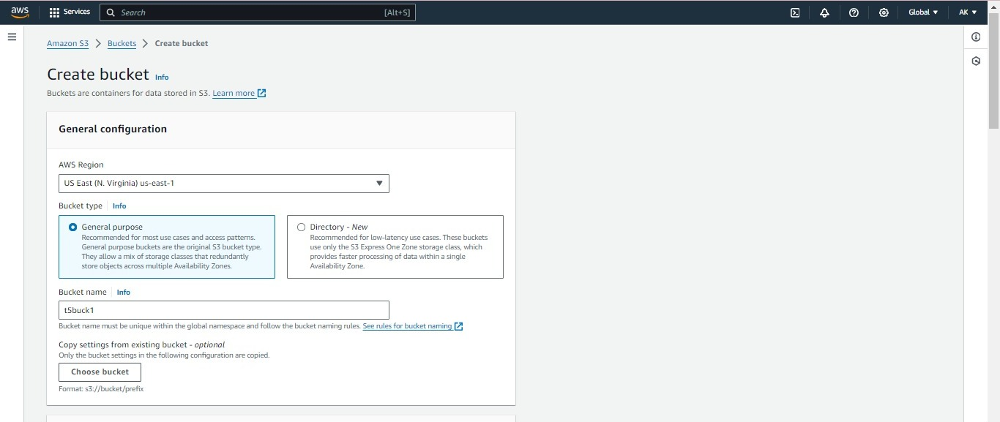 aws Services Search [Alt+S] Global ▼ AK ▼
Amazon S3 > Buckets > Create bucket
Create bucket Info
Buckets are containers for data stored in S3. Learn more
General configuration
AWS Region
US East (N. Virginia) us-east-1
Bucket type Info
General purpose
Recommended for most use cases and access patterns.
General purpose buckets are the original S3 bucket type.
They allow a mix of storage classes that redundantly
store objects across multiple Availability Zones.
Directory - New
Recommended for low-latency use cases. These buckets
use only the S3 Express One Zone storage class, which
provides faster processing of data within a single
Availability Zone.
Bucket name Info
t5buck1
Bucket name must be unique within the global namespace and follow the bucket naming rules. See rules for bucket naming
Copy settings from existing bucket - optional
Only the bucket settings in the following configuration are copied.
Choose bucket
Format: s3://bucket/prefix